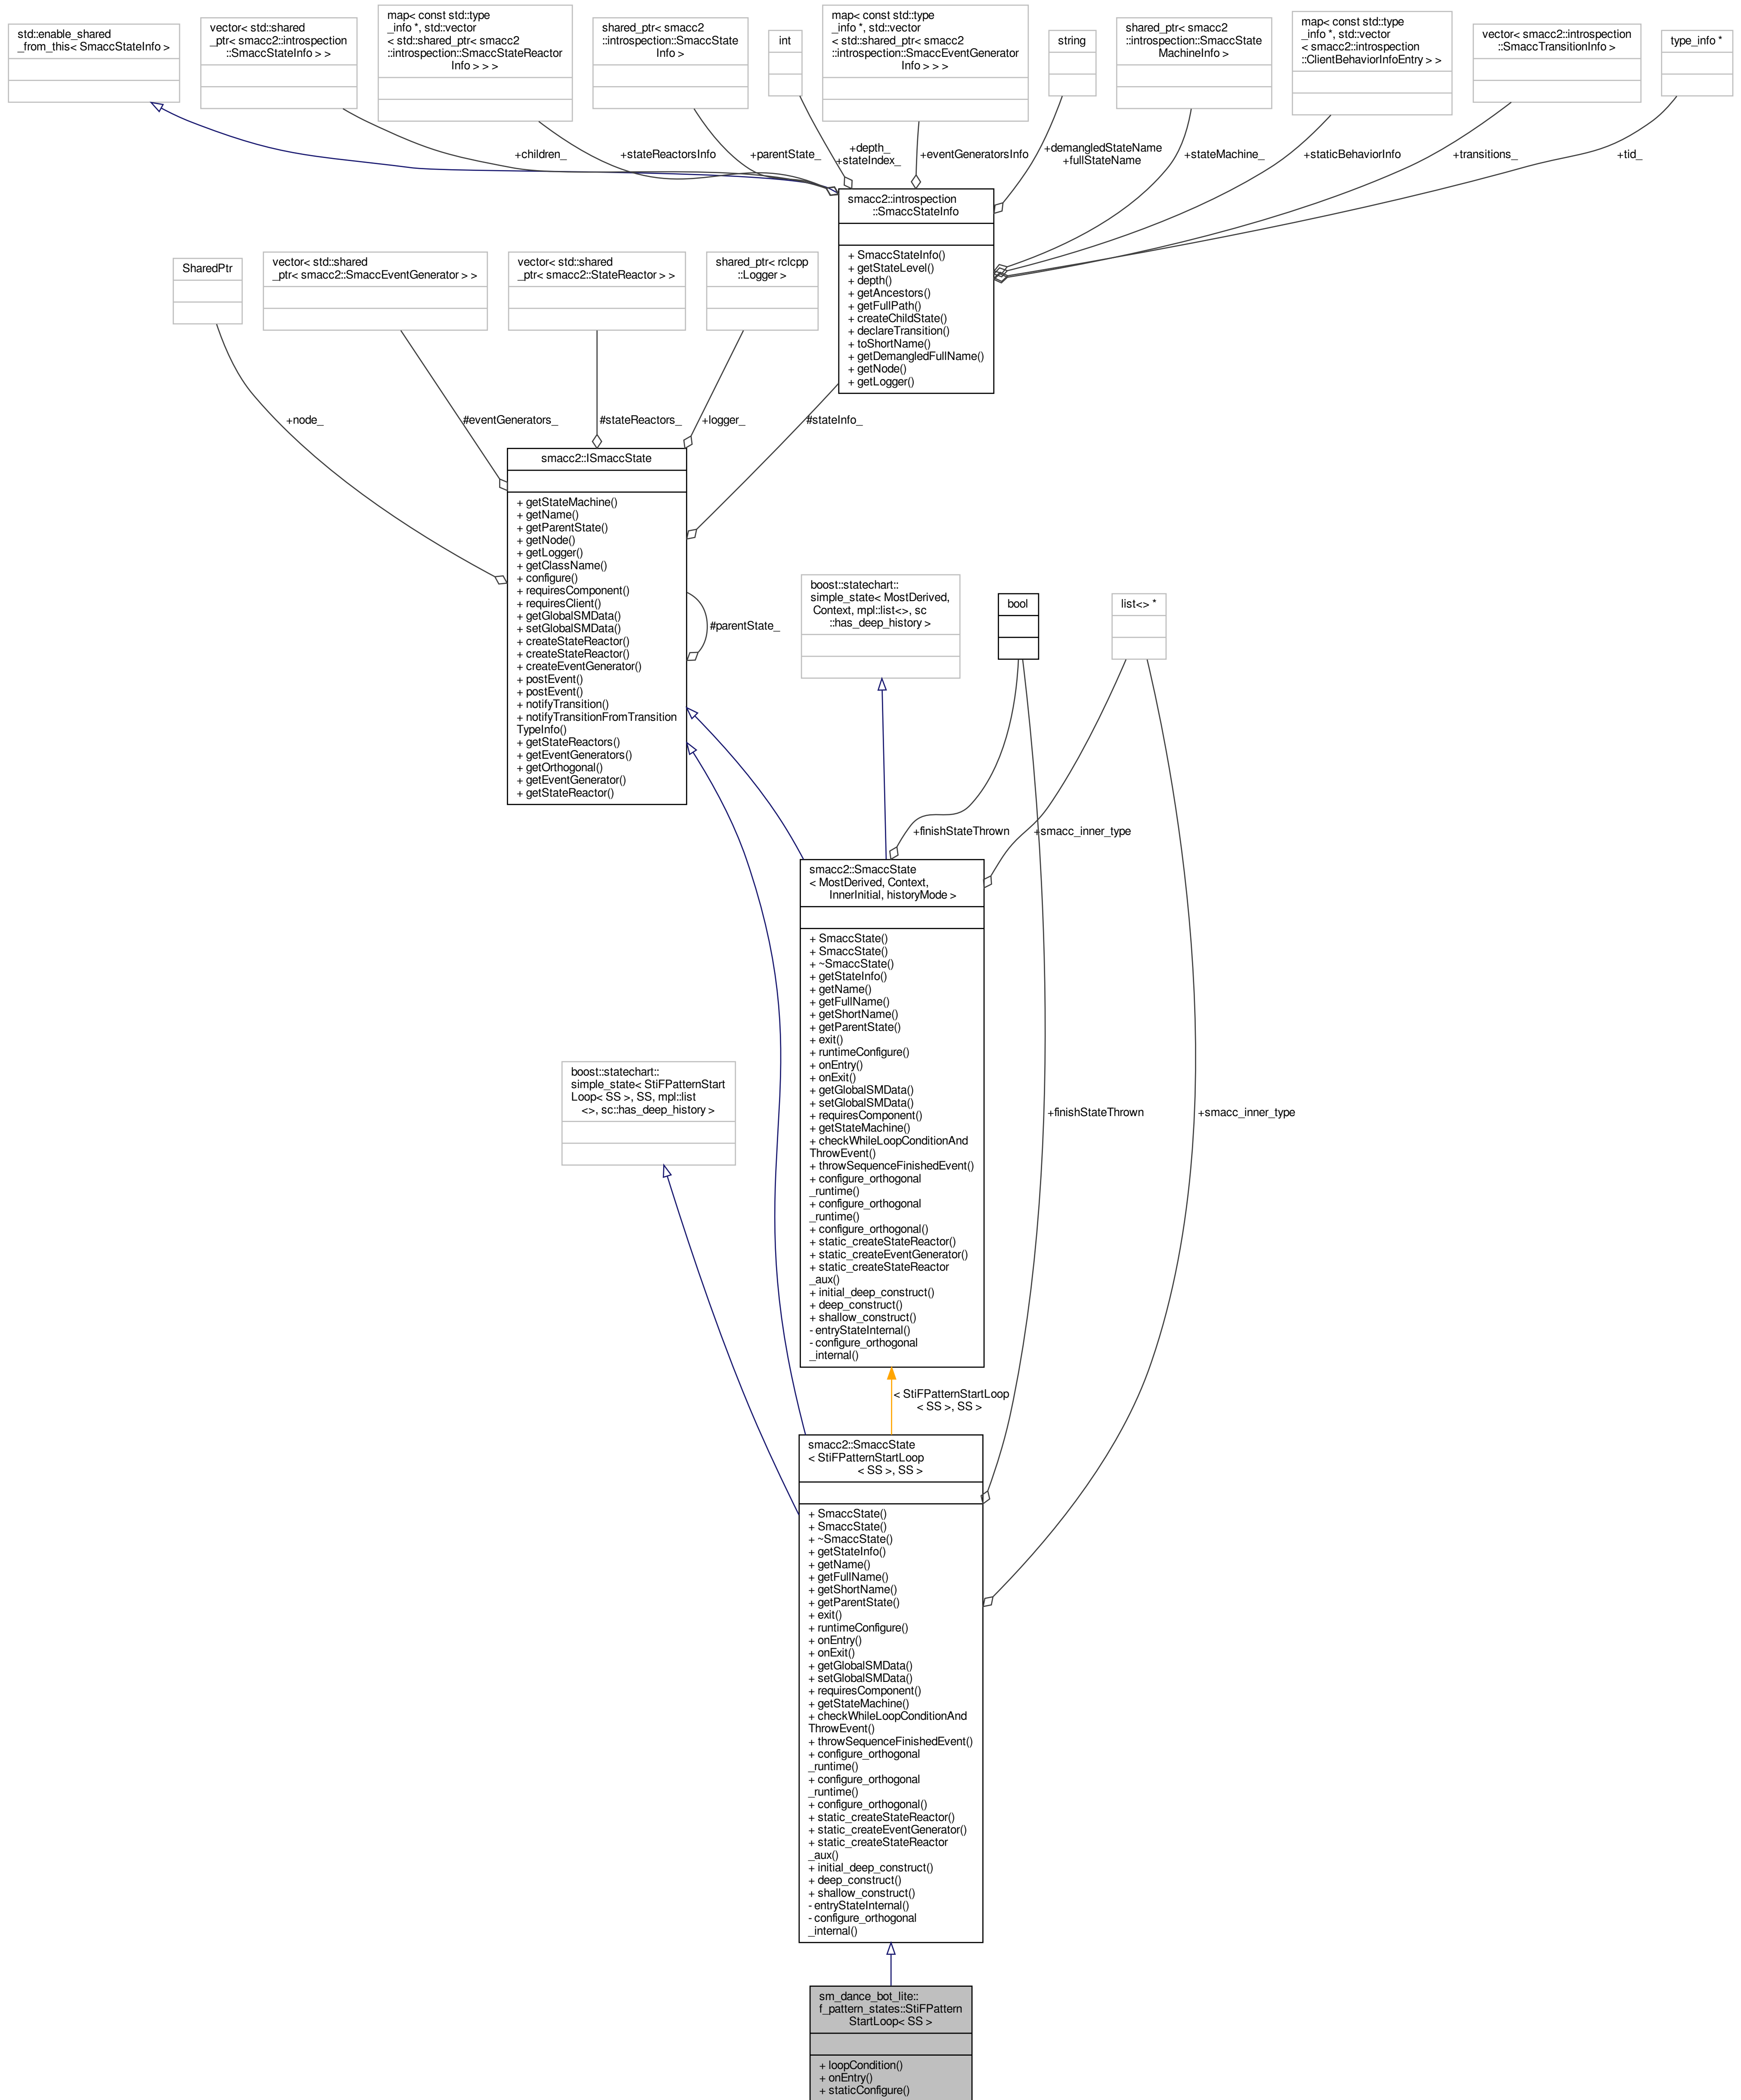 std::enable_shared
_from_this< SmaccStateInfo >
vector< std::shared
_ptr< smacc2::introspection
::SmaccStateInfo > >
map< const std::type
_info *, std::vector
< std::shared_ptr< smacc2
::introspection::SmaccStateReactor
Info > > >
shared_ptr< smacc2
::introspection::SmaccState
Info >
int
map< const std::type
_info *, std::vector
< std::shared_ptr< smacc2
::introspection::SmaccEventGenerator
Info > > >
string
shared_ptr< smacc2
::introspection::SmaccState
MachineInfo >
map< const std::type
_info *, std::vector
< smacc2::introspection
::ClientBehaviorInfoEntry > >
vector< smacc2::introspection
::SmaccTransitionInfo >
type_info *
+children_
+stateReactorsInfo
+parentState_
+depth_
+stateIndex_
+eventGeneratorsInfo
+demangledStateName
+fullStateName
+stateMachine_
+staticBehaviorInfo
+transitions_
+tid_
smacc2::introspection
::SmaccStateInfo
+ SmaccStateInfo()
+ getStateLevel()
+ depth()
+ getAncestors()
+ getFullPath()
+ createChildState()
+ declareTransition()
+ toShortName()
+ getDemangledFullName()
+ getNode()
+ getLogger()
SharedPtr
vector< std::shared
_ptr< smacc2::SmaccEventGenerator > >
vector< std::shared
_ptr< smacc2::StateReactor > >
shared_ptr< rclcpp
::Logger >
+node_
#eventGenerators_
#stateReactors_
+logger_
#stateInfo_
smacc2::ISmaccState
+ getStateMachine()
+ getName()
+ getParentState()
+ getNode()
+ getLogger()
+ getClassName()
+ configure()
+ requiresComponent()
+ requiresClient()
+ getGlobalSMData()
+ setGlobalSMData()
+ createStateReactor()
+ createStateReactor()
+ createEventGenerator()
+ postEvent()
+ postEvent()
+ notifyTransition()
+ notifyTransitionFromTransition
TypeInfo()
+ getStateReactors()
+ getEventGenerators()
+ getOrthogonal()
+ getEventGenerator()
+ getStateReactor()
#parentState_
boost::statechart::
simple_state< MostDerived,
Context, mpl::list<>, sc
::has_deep_history >
bool
list<> *
+finishStateThrown
+smacc_inner_type
smacc2::SmaccState
< MostDerived, Context,
InnerInitial, historyMode >
+ SmaccState()
+ SmaccState()
+ ~SmaccState()
+ getStateInfo()
+ getName()
+ getFullName()
+ getShortName()
+ getParentState()
+ exit()
+ runtimeConfigure()
+ onEntry()
+ onExit()
+ getGlobalSMData()
+ setGlobalSMData()
+ requiresComponent()
+ getStateMachine()
+ checkWhileLoopConditionAnd
ThrowEvent()
+ throwSequenceFinishedEvent()
+ configure_orthogonal
_runtime()
+ configure_orthogonal
_runtime()
+ configure_orthogonal()
+ static_createStateReactor()
+ static_createEventGenerator()
+ static_createStateReactor
_aux()
+ initial_deep_construct()
+ deep_construct()
+ shallow_construct()
- entryStateInternal()
- configure_orthogonal
_internal()
boost::statechart::
simple_state< StiFPatternStart
Loop< SS >, SS, mpl::list
<>, sc::has_deep_history >
+finishStateThrown
+smacc_inner_type
< StiFPatternStartLoop
< SS >, SS >
smacc2::SmaccState
< StiFPatternStartLoop
< SS >, SS >
+ SmaccState()
+ SmaccState()
+ ~SmaccState()
+ getStateInfo()
+ getName()
+ getFullName()
+ getShortName()
+ getParentState()
+ exit()
+ runtimeConfigure()
+ onEntry()
+ onExit()
+ getGlobalSMData()
+ setGlobalSMData()
+ requiresComponent()
+ getStateMachine()
+ checkWhileLoopConditionAnd
ThrowEvent()
+ throwSequenceFinishedEvent()
+ configure_orthogonal
_runtime()
+ configure_orthogonal
_runtime()
+ configure_orthogonal()
+ static_createStateReactor()
+ static_createEventGenerator()
+ static_createStateReactor
_aux()
+ initial_deep_construct()
+ deep_construct()
+ shallow_construct()
- entryStateInternal()
- configure_orthogonal
_internal()
sm_dance_bot_lite::
f_pattern_states::StiFPattern
StartLoop< SS >
+ loopCondition()
+ onEntry()
+ staticConfigure()